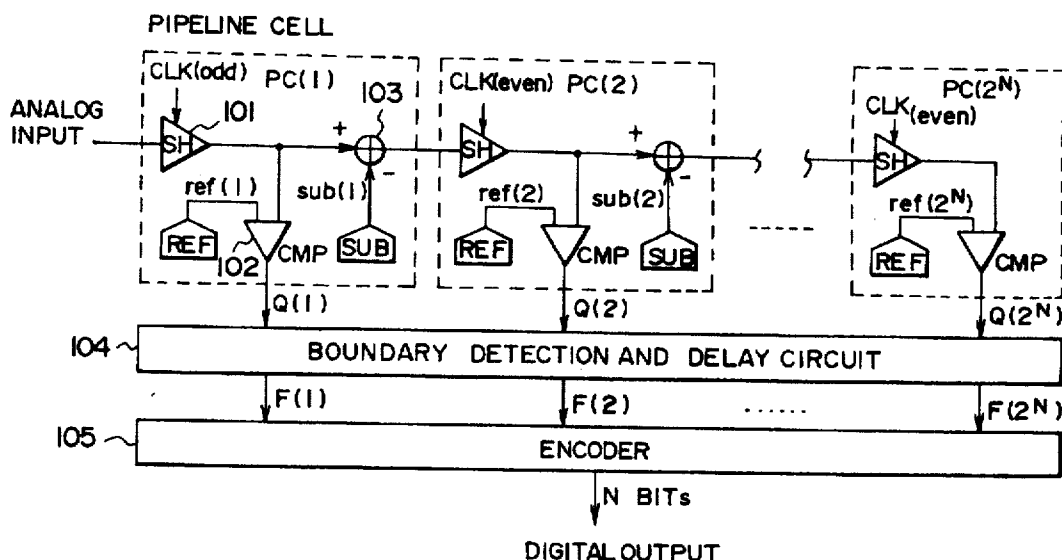 PIPELINE CELL
CLK(odd) PC(1) 103
101
CLK(even) PC(2)
PC(2^N)
CLK(even)
ANALOG
INPUT
SH + -
SH + -
SH
ref(1) sub(1)
ref(2) sub(2)
ref(2^N)
REF 102 CMP SUB
REF CMP SUB
REF CMP
Q(1) Q(2) Q(2^N)
104 BOUNDARY DETECTION AND DELAY CIRCUIT
F(1) F(2) ...... F(2^N)
105 ENCODER
N BITs
DIGITAL OUTPUT